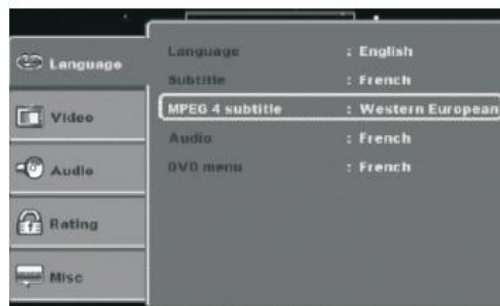 Language
Video
Audio
Rating
Misc
Language : English
Subtitle : French
MPEG 4 subtitle : Western European
Audio : French
DVD menu : French